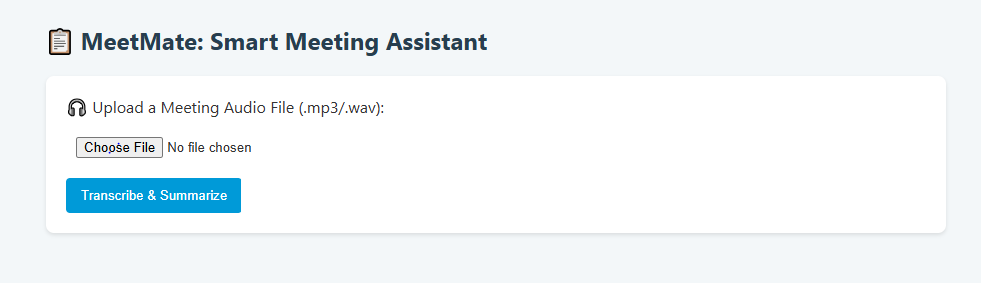 📋 MeetMate: Smart Meeting Assistant
🎧 Upload a Meeting Audio File (.mp3/.wav):
Choose File No file chosen
Transcribe & Summarize